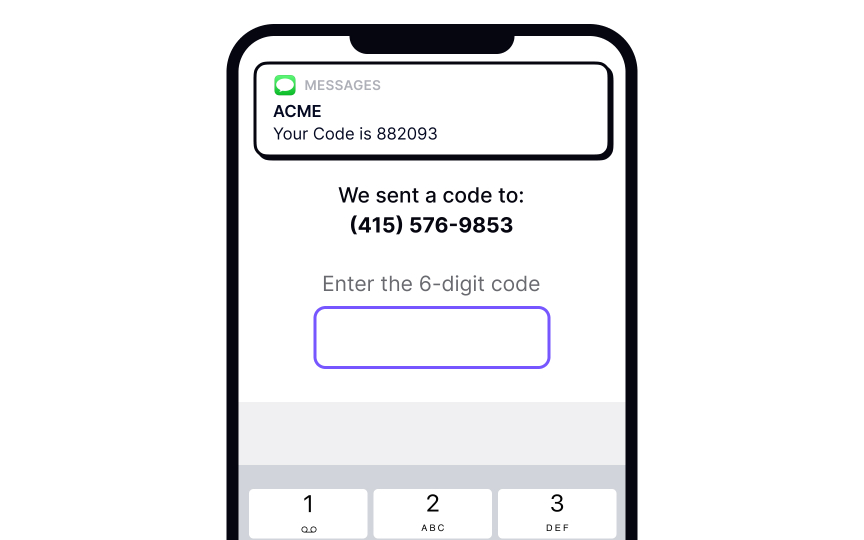 MESSAGES
ACME
Your Code is 882093
We sent a code to:
(415) 576-9853
Enter the 6-digit code
1 2 3
ABC DEF